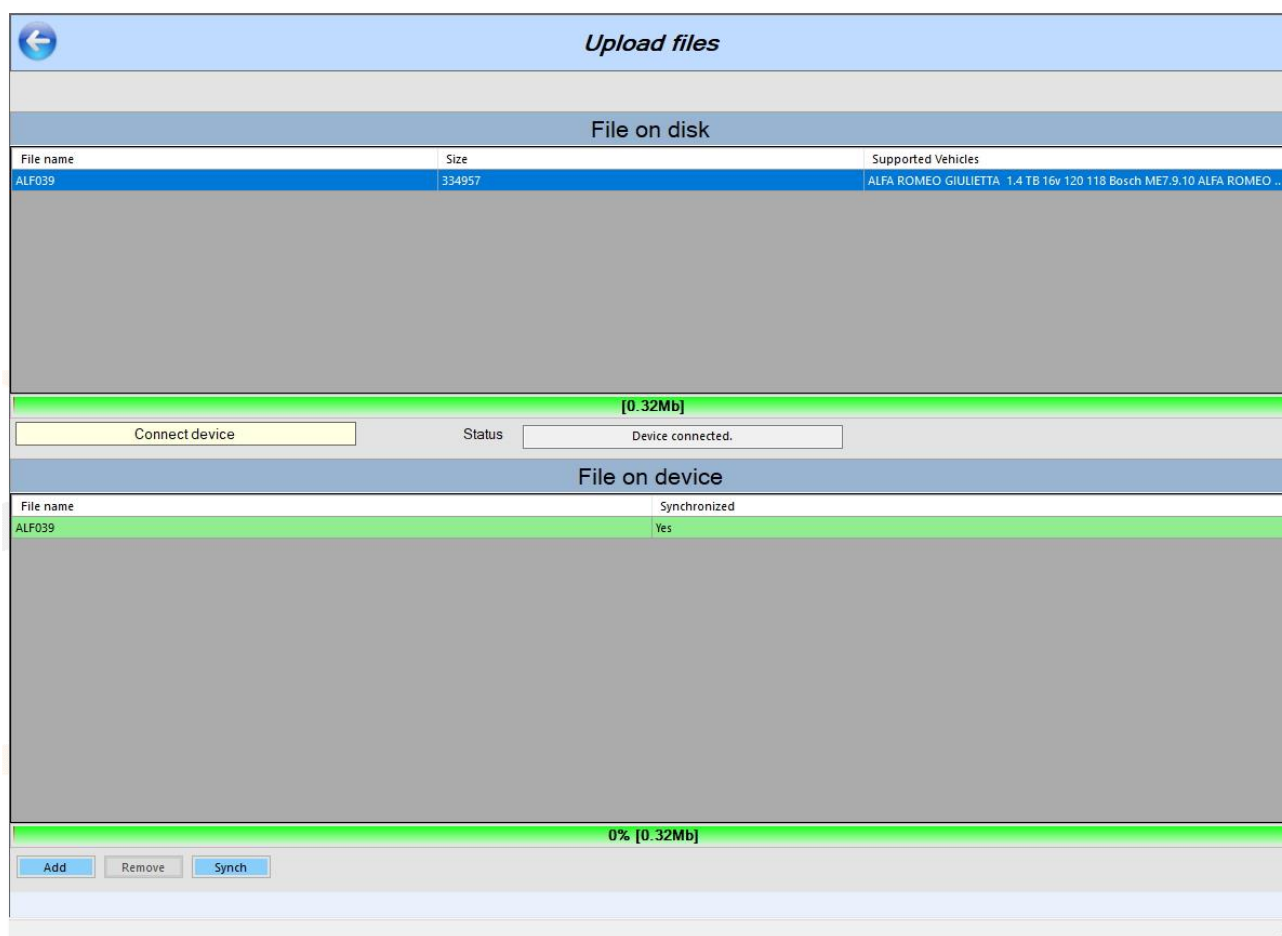 Upload files
File on disk
File name Size Supported Vehicles
ALF039 334957 ALFA ROMEO GIULIETTA  1.4 TB 16v 120 118 Bosch ME7.9.10 ALFA ROMEO ...
[0.32Mb]
Connect device Status Device connected.
File on device
File name Synchronized
ALF039 Yes
0% [0.32Mb]
Add Remove Synch